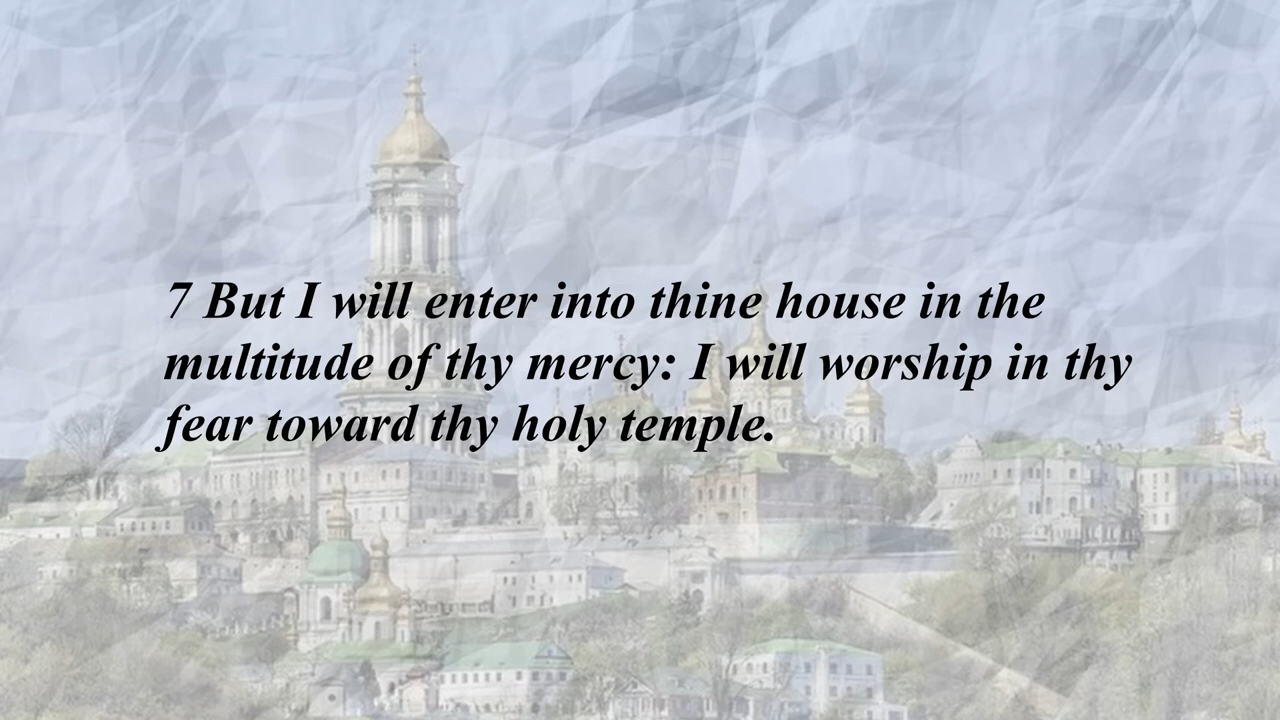 7 But I will enter into thine house in the
multitude of thy mercy: I will worship in thy
fear toward thy holy temple.